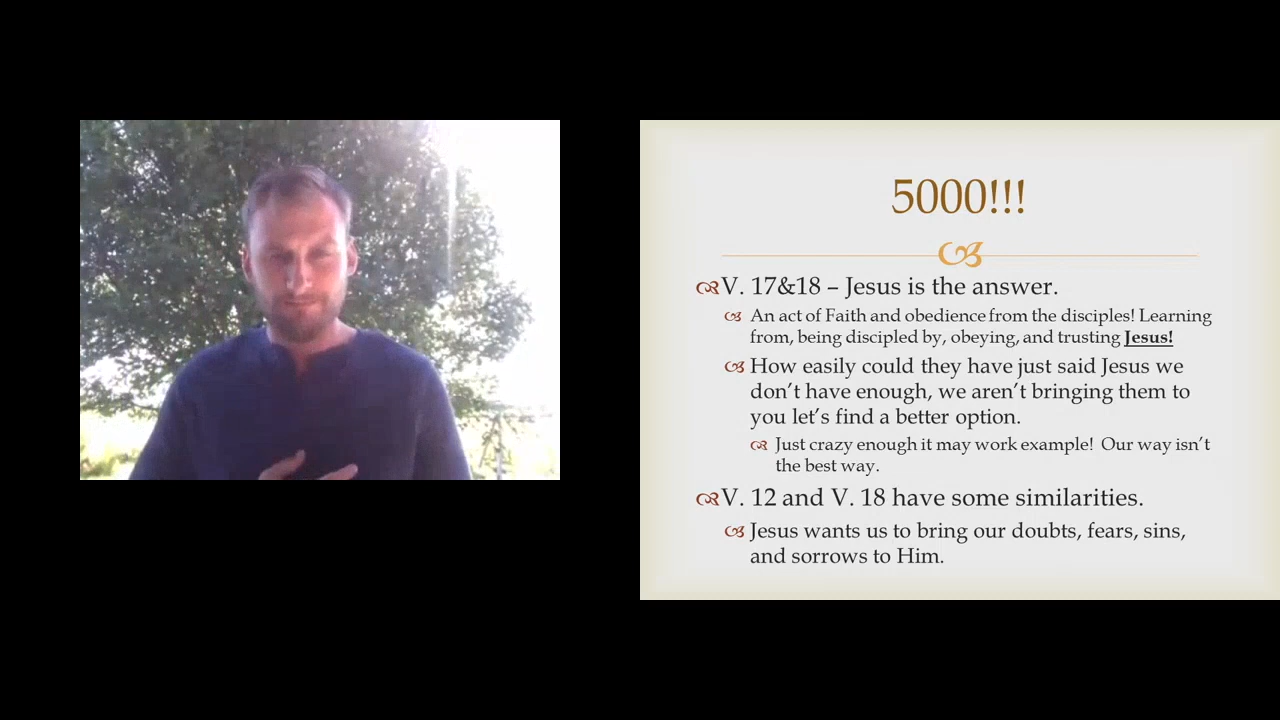 5000!!!
V. 17&18 – Jesus is the answer.
An act of Faith and obedience from the disciples! Learning
from, being discipled by, obeying, and trusting Jesus!
How easily could they have just said Jesus we
don’t have enough, we aren’t bringing them to
you let’s find a better option.
Just crazy enough it may work example!  Our way isn’t
the best way.
V. 12 and V. 18 have some similarities.
Jesus wants us to bring our doubts, fears, sins,
and sorrows to Him.